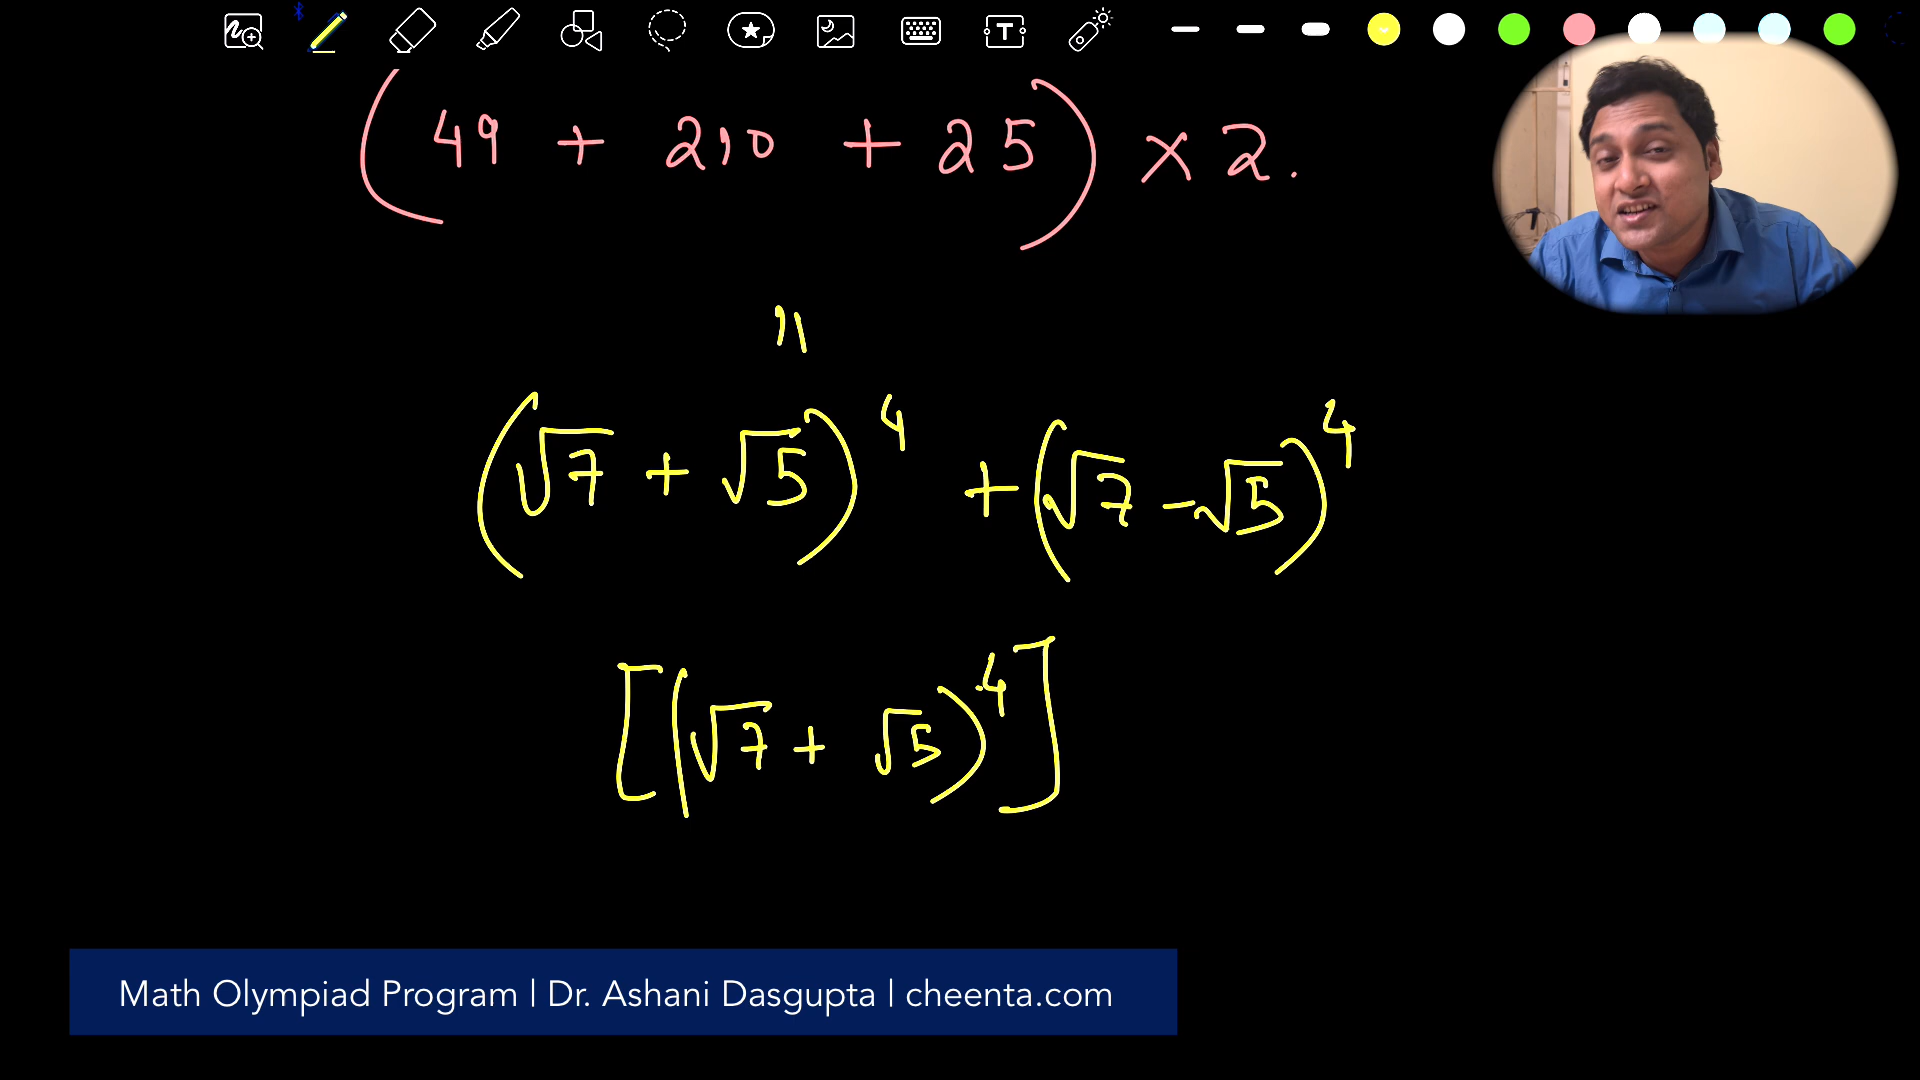 (49 + 210 + 25) × 2.
"
(√7 + √5)^4 + (√7 - √5)^4
[(√7 + √5)^4]
Math Olympiad Program | Dr. Ashani Dasgupta | cheenta.com